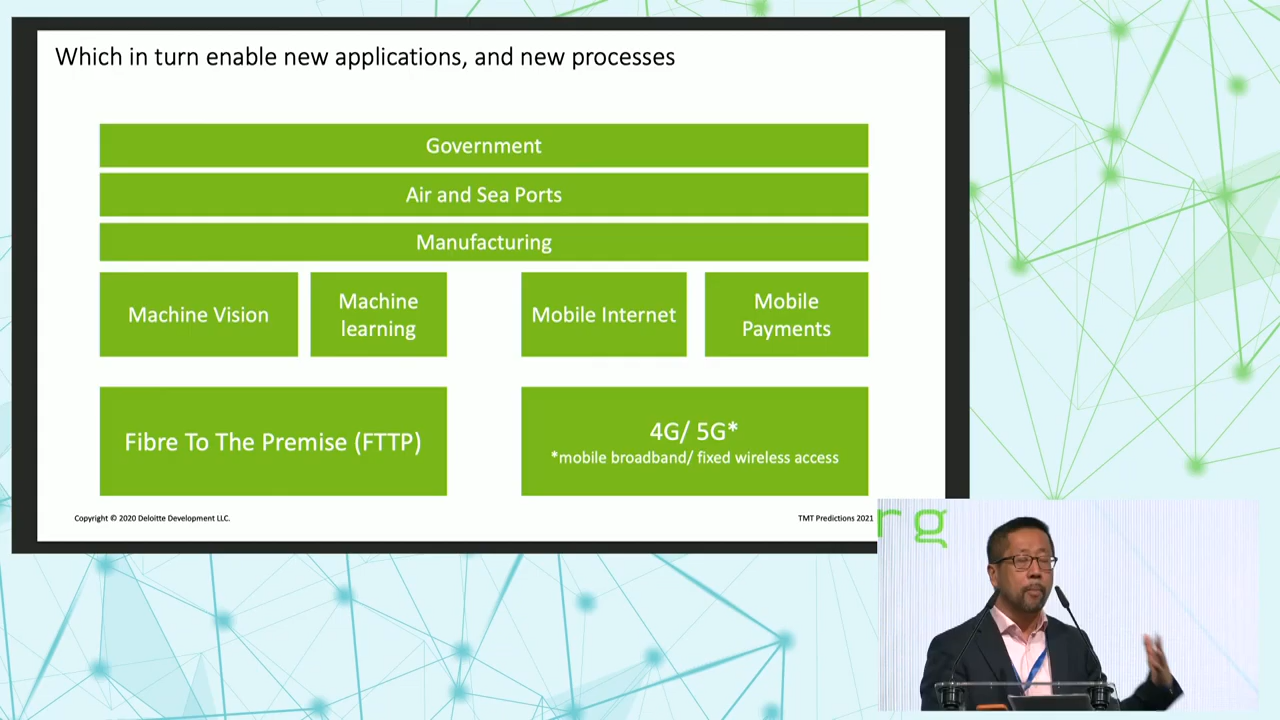 Which in turn enable new applications, and new processes
Government
Air and Sea Ports
Manufacturing
Machine Vision
Machine
learning
Mobile Internet
Mobile
Payments
Fibre To The Premise (FTTP)
4G/ 5G*
*mobile broadband/ fixed wireless access
Copyright © 2020 Deloitte Development LLC.
TMT Predictions 2021
rg